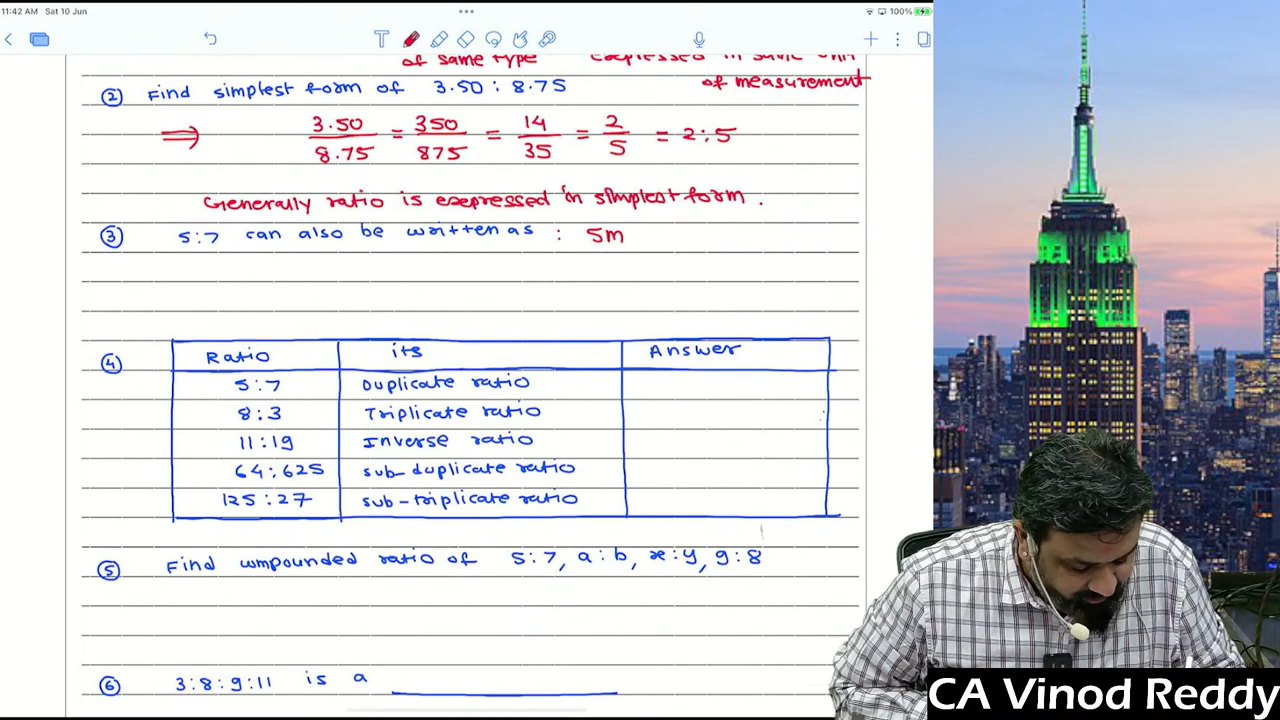 11:42 AM Sat 10 Jun
100%
of same type expressed in same unit
of measurement
② Find simplest form of 3.50 : 8.75
⇒ 3.50/8.75 = 350/875 = 14/35 = 2/5 = 2:5
Generally ratio is expressed in simplest form.
③ 5:7 can also be written as : 5m
④ Ratio its Answer
5:7 Duplicate ratio
8:3 Triplicate ratio
11:19 Inverse ratio
64:625 sub-duplicate ratio
125:27 sub-triplicate ratio
⑤ Find compounded ratio of 5:7, a:b, x:y, 9:8
⑥ 3:8:9:11 is a ________
CA Vinod Reddy